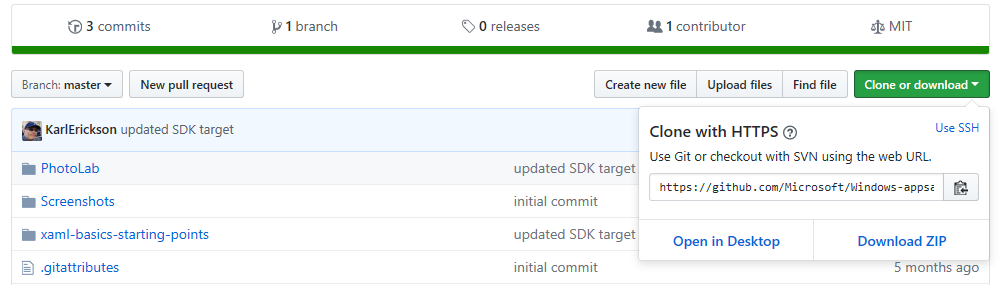 3 commits 1 branch 0 releases 1 contributor MIT
Branch: master New pull request Create new file Upload files Find file Clone or download
KarlErickson updated SDK target
PhotoLab updated SDK target
Screenshots initial commit
xaml-basics-starting-points updated SDK target
.gitattributes initial commit 5 months ago
Clone with HTTPS ? Use SSH
Use Git or checkout with SVN using the web URL.
https://github.com/Microsoft/Windows-appsa
Open in Desktop Download ZIP